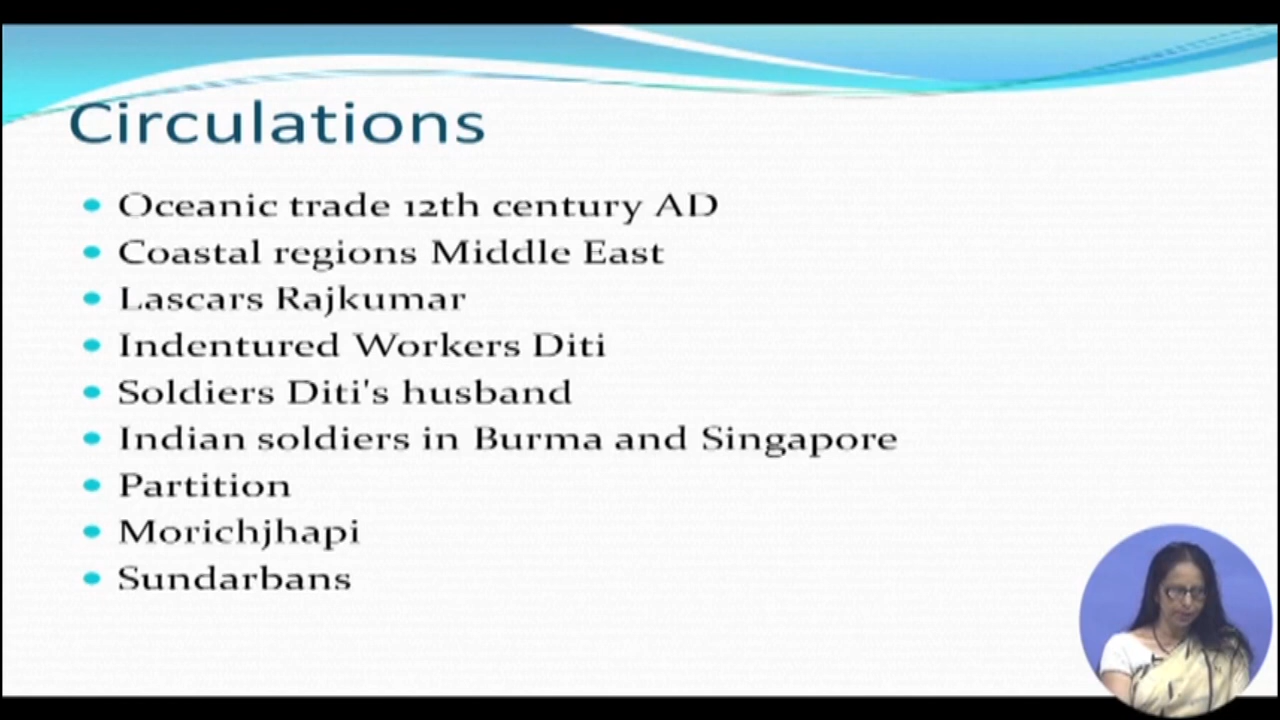 Circulations
Oceanic trade 12th century AD
Coastal regions Middle East
Lascars Rajkumar
Indentured Workers Diti
Soldiers Diti's husband
Indian soldiers in Burma and Singapore
Partition
Morichjhapi
Sundarbans